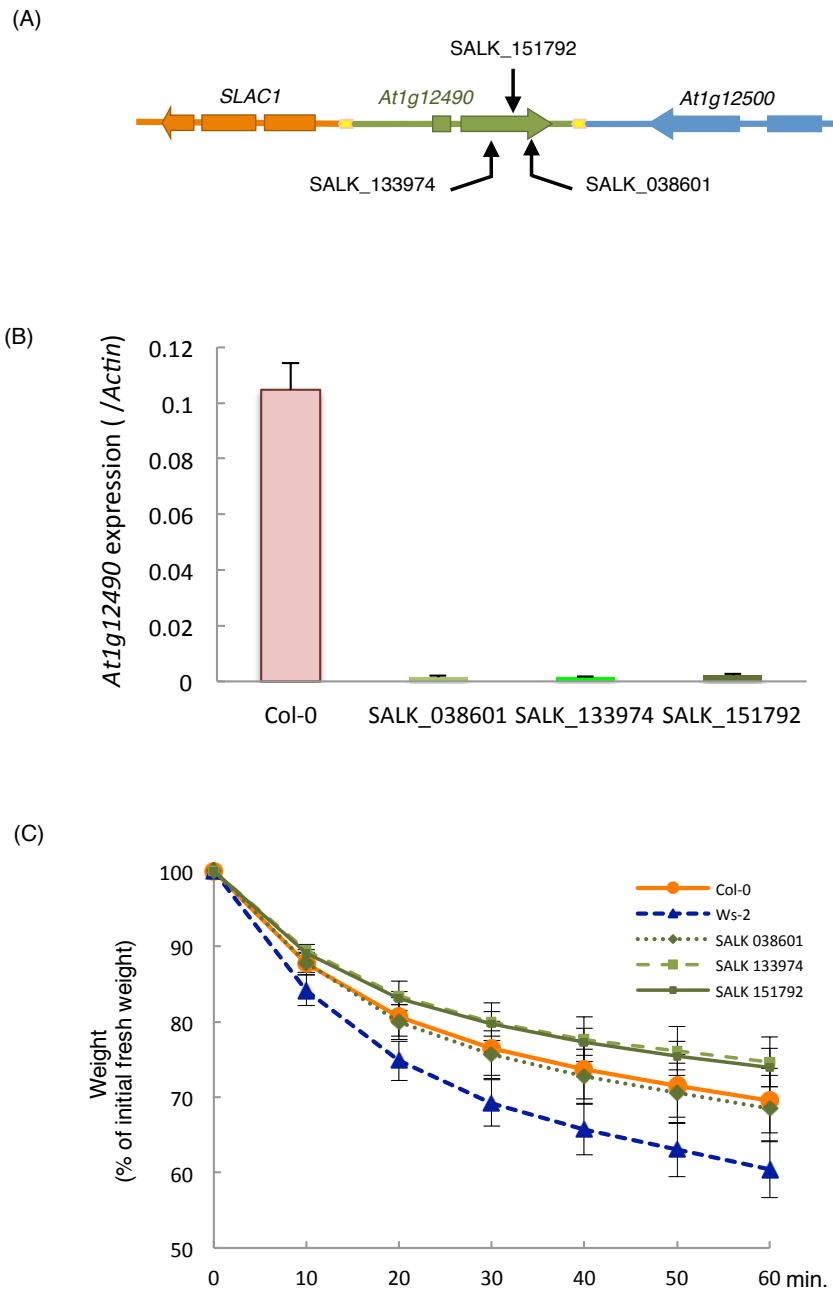 (A)
SALK_151792
SLAC1
At1g12490
At1g12500
SALK_133974
SALK_038601
(B)
At1g12490 expression ( /Actin)
0.12
0.1
0.08
0.06
0.04
0.02
0
Col-0 SALK_038601 SALK_133974 SALK_151792
(C)
Weight
(% of initial fresh weight)
100
90
80
70
60
50
Col-0
Ws-2
SALK 038601
SALK 133974
SALK 151792
0 10 20 30 40 50 60 min.